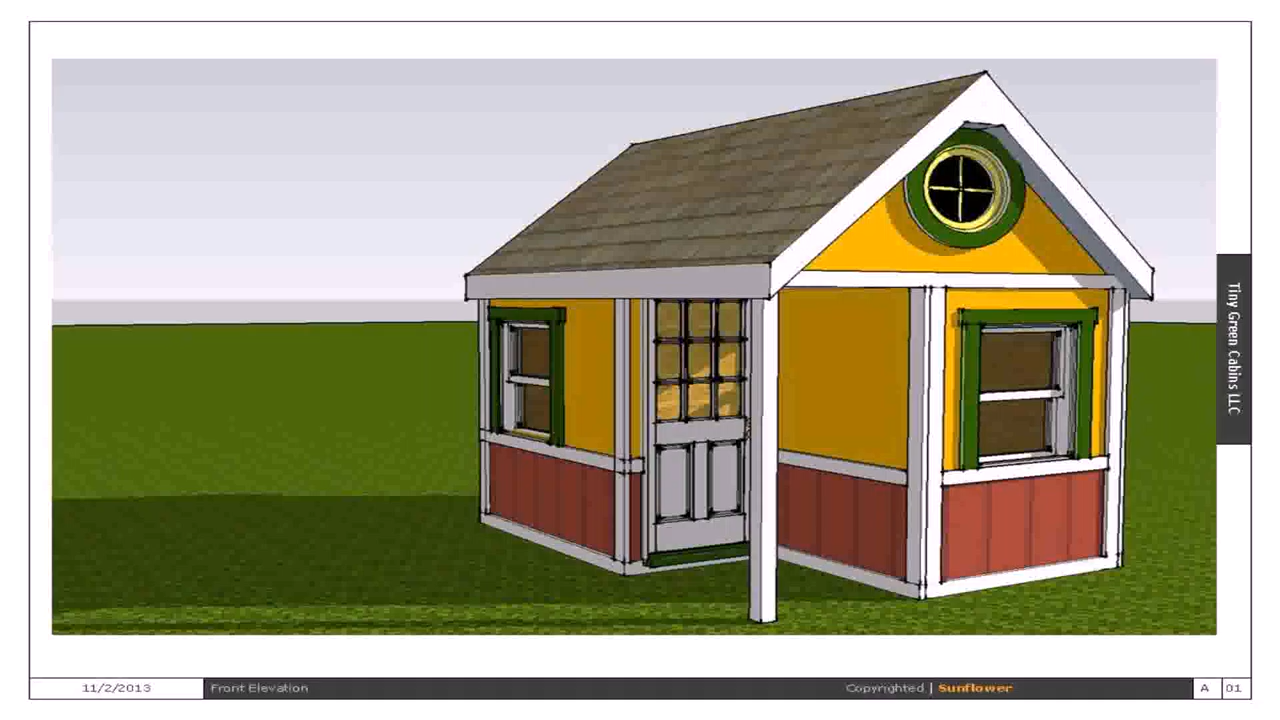 Tiny Green Cabins LLC
11/2/2013
Front Elevation
Copyrighted | Sunflower
A 01